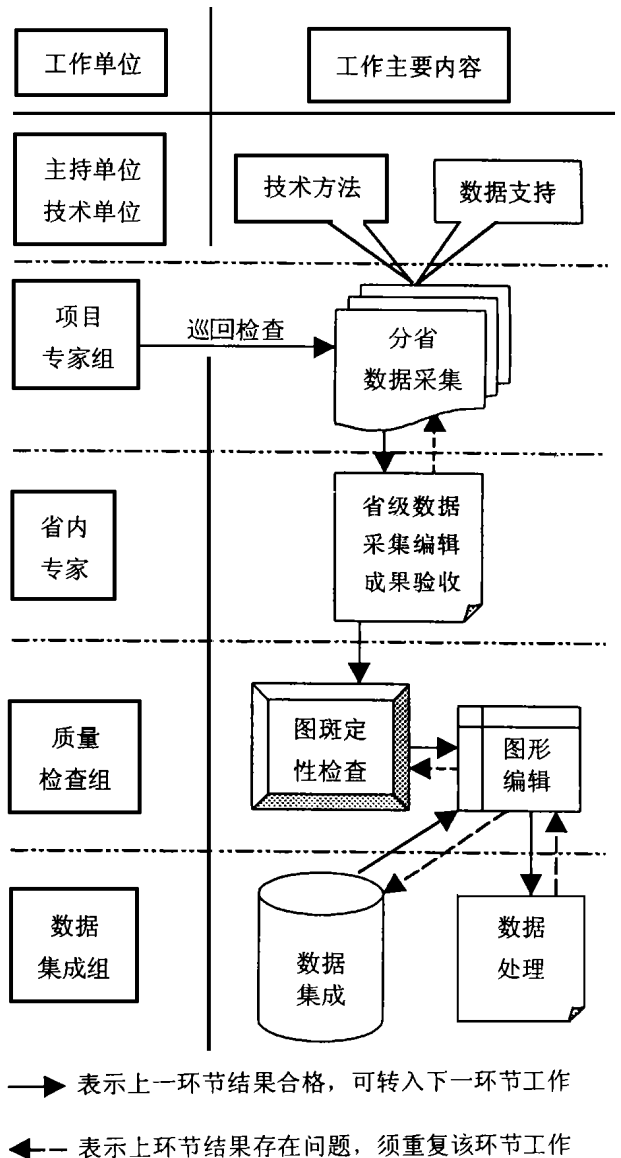 工作单位
工作主要内容
主持单位
技术单位
技术方法
数据支持
项目
专家组
巡回检查
分省
数据采集
省内
专家
省级数据
采集编辑
成果验收
质量
检查组
图斑定
性检查
图形
编辑
数据
集成组
数据
集成
数据
处理
表示上一环节结果合格，可转入下一环节工作
表示上环节结果存在问题，须重复该环节工作